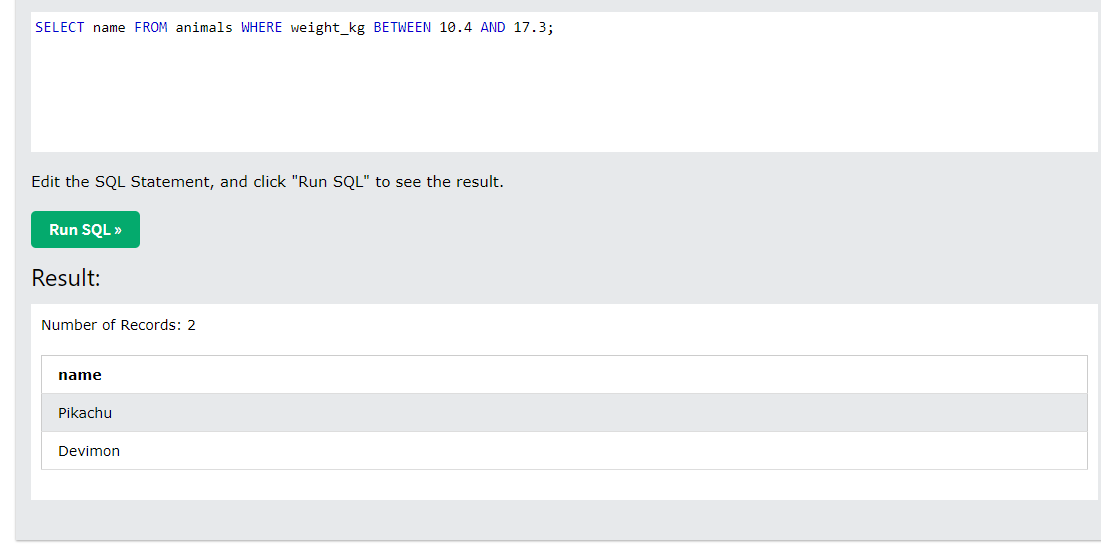 SELECT name FROM animals WHERE weight_kg BETWEEN 10.4 AND 17.3;
Edit the SQL Statement, and click "Run SQL" to see the result.
Run SQL »
Result:
Number of Records: 2
name
Pikachu
Devimon